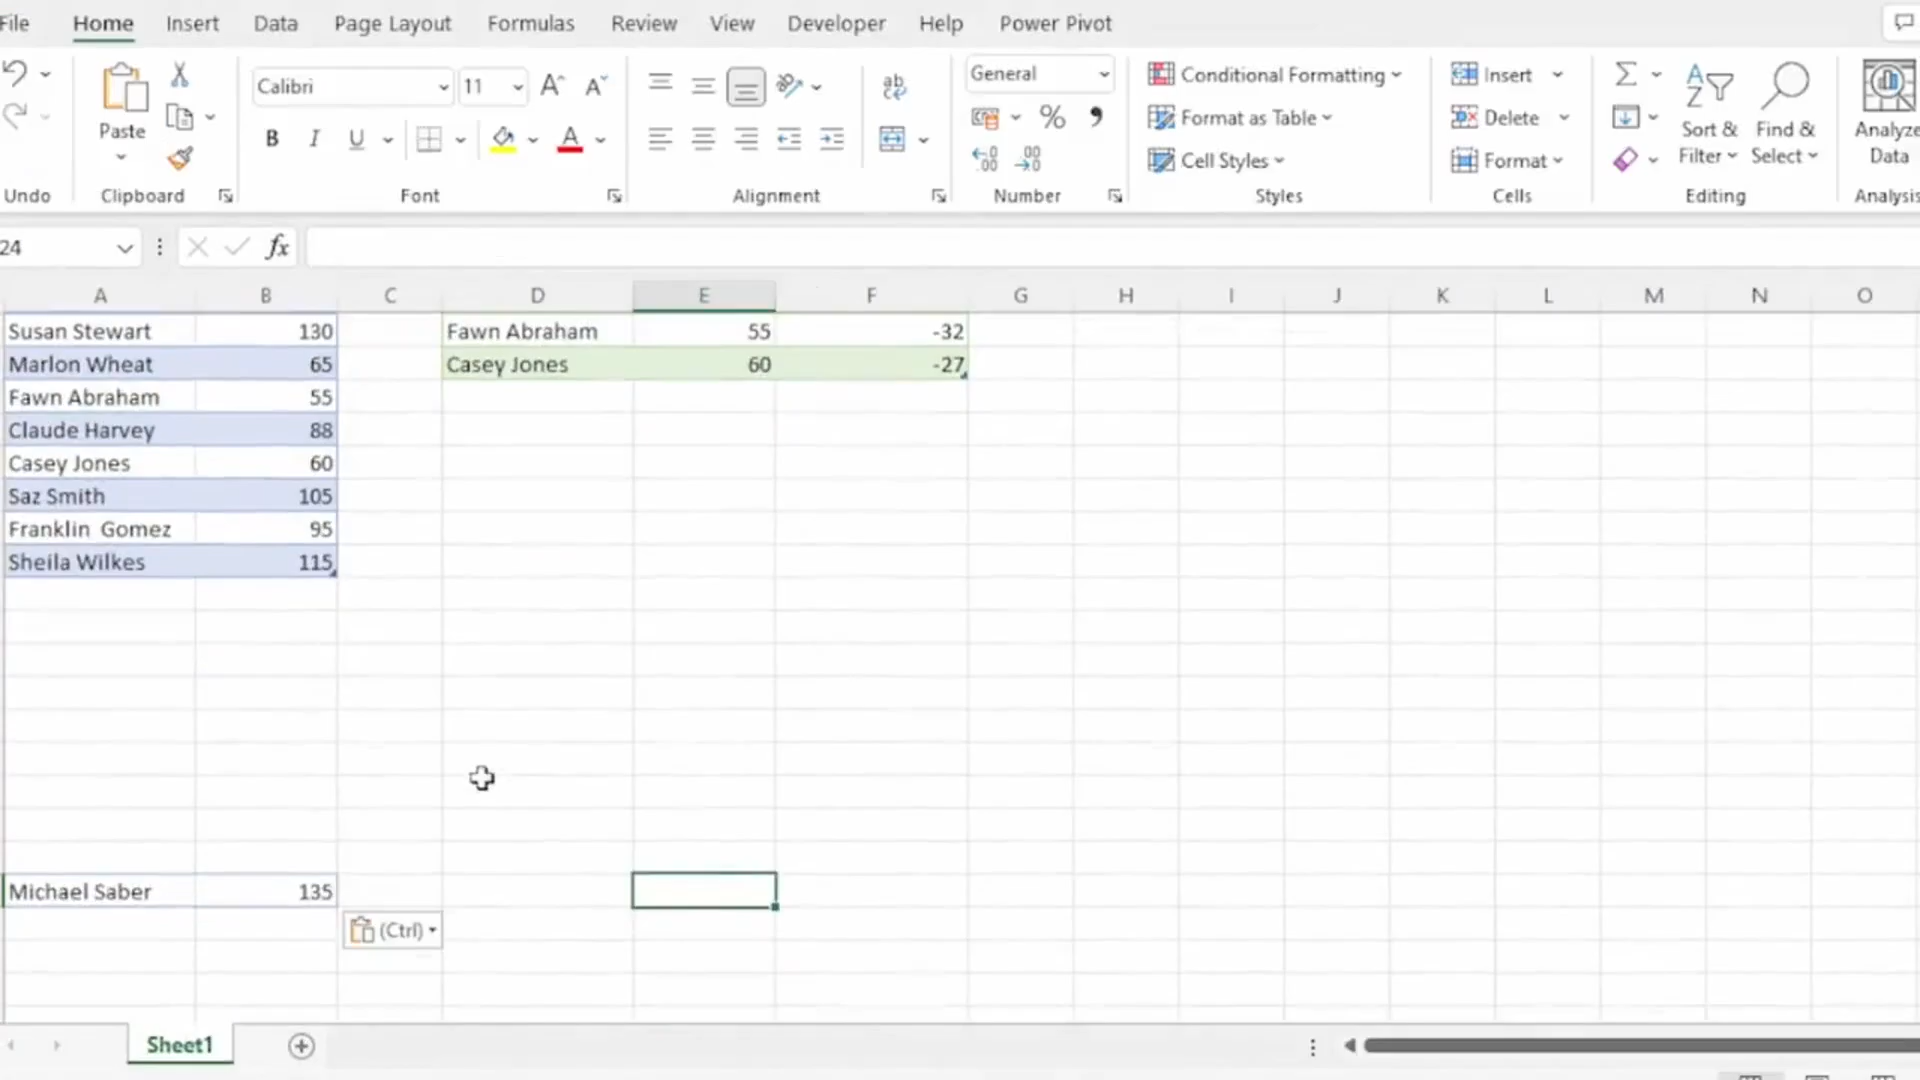 File Home Insert Data Page Layout Formulas Review View Developer Help Power Pivot
Undo
Paste
Clipboard
Calibri 11
B I U A
Font
ab
Alignment
General
%
Number
Conditional Formatting
Format as Table
Cell Styles
Styles
Insert
Delete
Format
Cells
Sort &
Filter
Find &
Select
Editing
Analyze
Data
Analysis
24 fx
A B C D E F G H I J K L M N O
Susan Stewart 130 Fawn Abraham 55 -32
Marlon Wheat 65 Casey Jones 60 -27
Fawn Abraham 55
Claude Harvey 88
Casey Jones 60
Saz Smith 105
Franklin  Gomez 95
Sheila Wilkes 115
Michael Saber 135
(Ctrl)
Sheet1